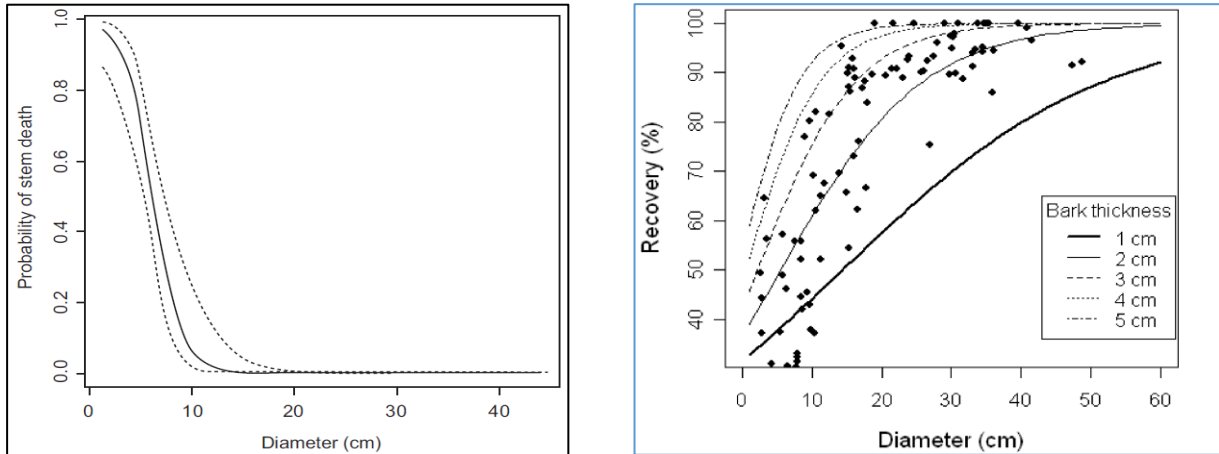 Probability of stem death
1.0
0.8
0.6
0.4
0.2
0.0
0
10
20
30
40
Diameter (cm)
Recovery (%)
100
90
80
70
60
50
40
Bark thickness
1 cm
2 cm
3 cm
4 cm
5 cm
0
10
20
30
40
50
60
Diameter (cm)